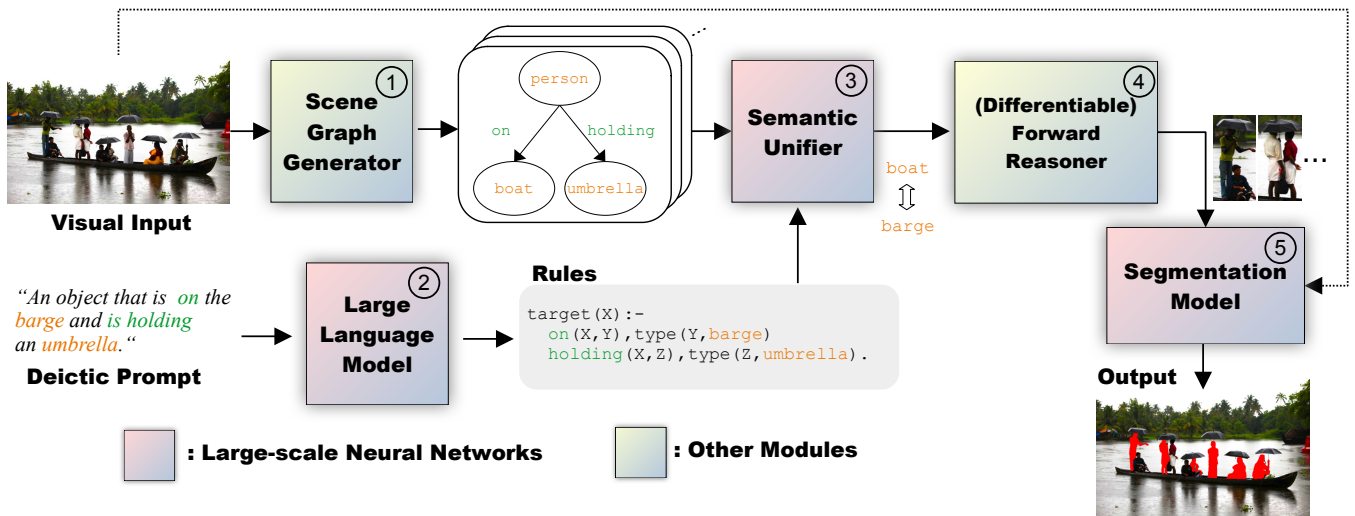 1
Scene
Graph
Generator
person
on
holding
boat
umbrella
...
3
Semantic
Unifier
boat
barge
4
(Differentiable)
Forward
Reasoner
...
Visual Input
“An object that is on the
barge and is holding
an umbrella.“
Deictic Prompt
2
Large
Language
Model
Rules
target(X):-
on(X,Y),type(Y,barge)
holding(X,Z),type(Z,umbrella).
5
Segmentation
Model
Output
: Large-scale Neural Networks
: Other Modules